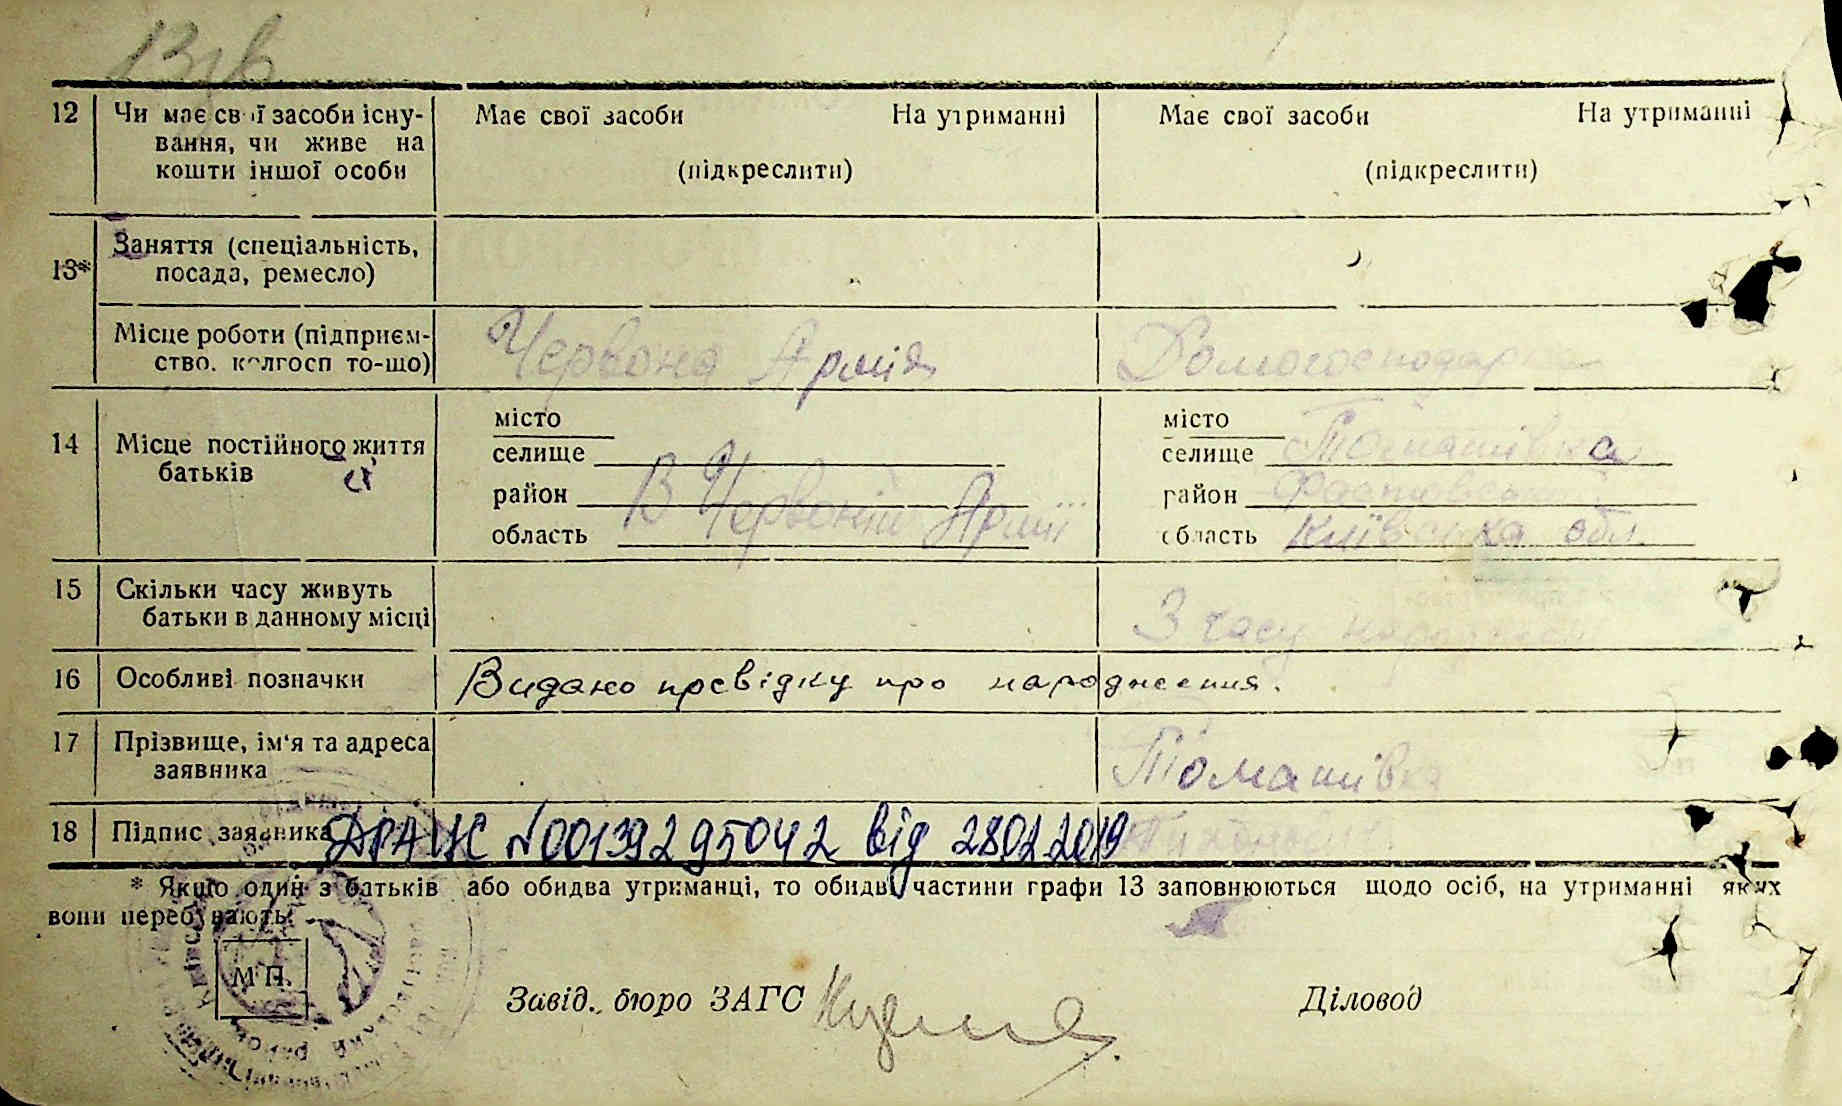 12 Чи має свої засоби існу- Має свої засоби На утриманні Має свої засоби На утриманні
вання, чи живе на
кошти іншої особи (підкреслити) (підкреслити)
Заняття (спеціальність,
13* посада, ремесло)
Місце роботи (підприєм- Червона Армія Домогосподарка
ство, колгосп то-що)
місто місто
14 Місце постійного життя селище селище Томашівка
батьків район В Червоній Армії район Фастовський
область область Київська обл.
15 Скільки часу живуть З часу народження
батьки в данному місці
16 Особливі позначки Видано посвідку про народження.
17 Прізвище, ім'я та адреса Томашівка
заявника
18 Підпис заявника ДРАЦС №00139295042 від 28.02.2019
* Якщо один з батьків або обидва утриманці, то обидві частини графи 13 заповнюються щодо осіб, на утриманні яких
вони перебувають.
М П.
Завід. бюро ЗАГС Діловод